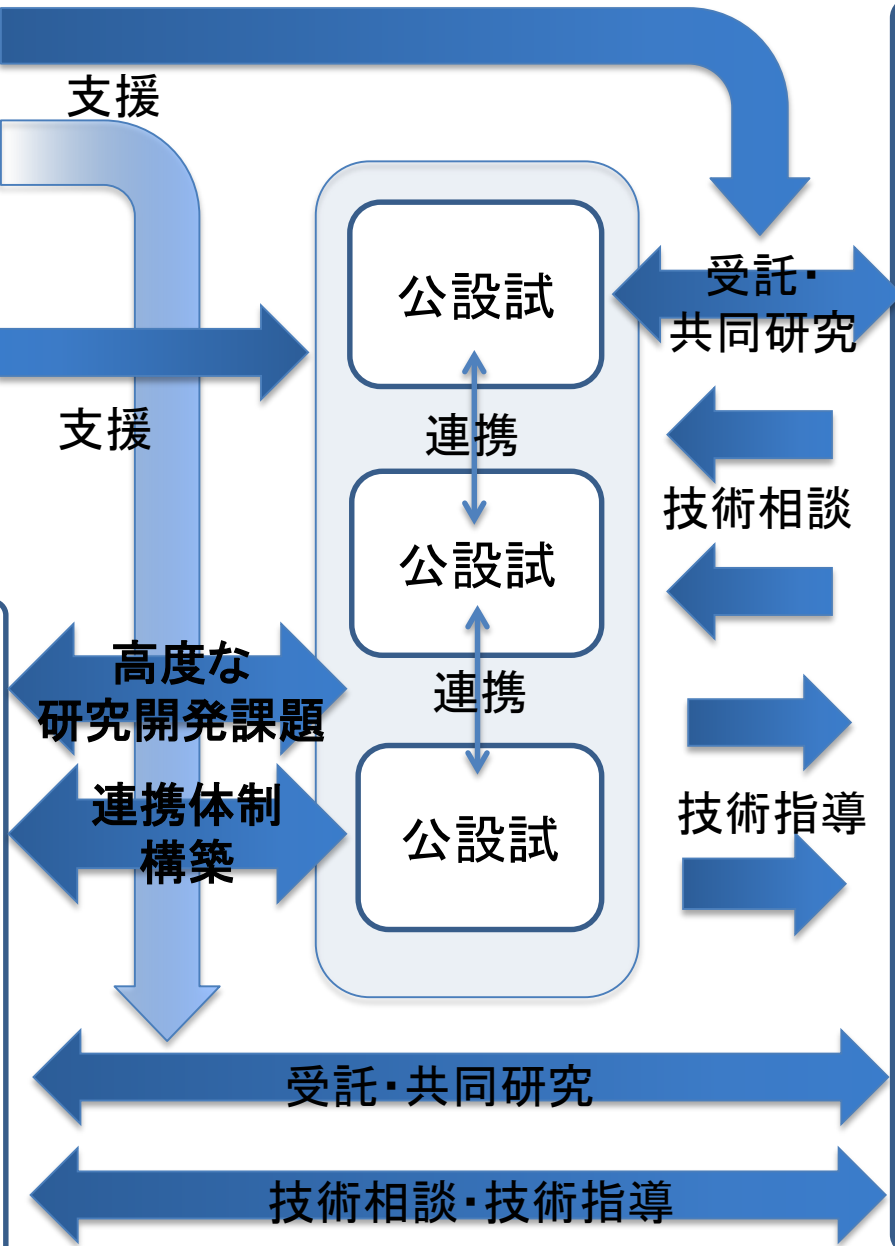 支援
公設試
受託・
共同研究
支援
連携
技術相談
公設試
高度な
研究開発課題
連携
連携体制
構築
公設試
技術指導
受託・共同研究
技術相談・技術指導